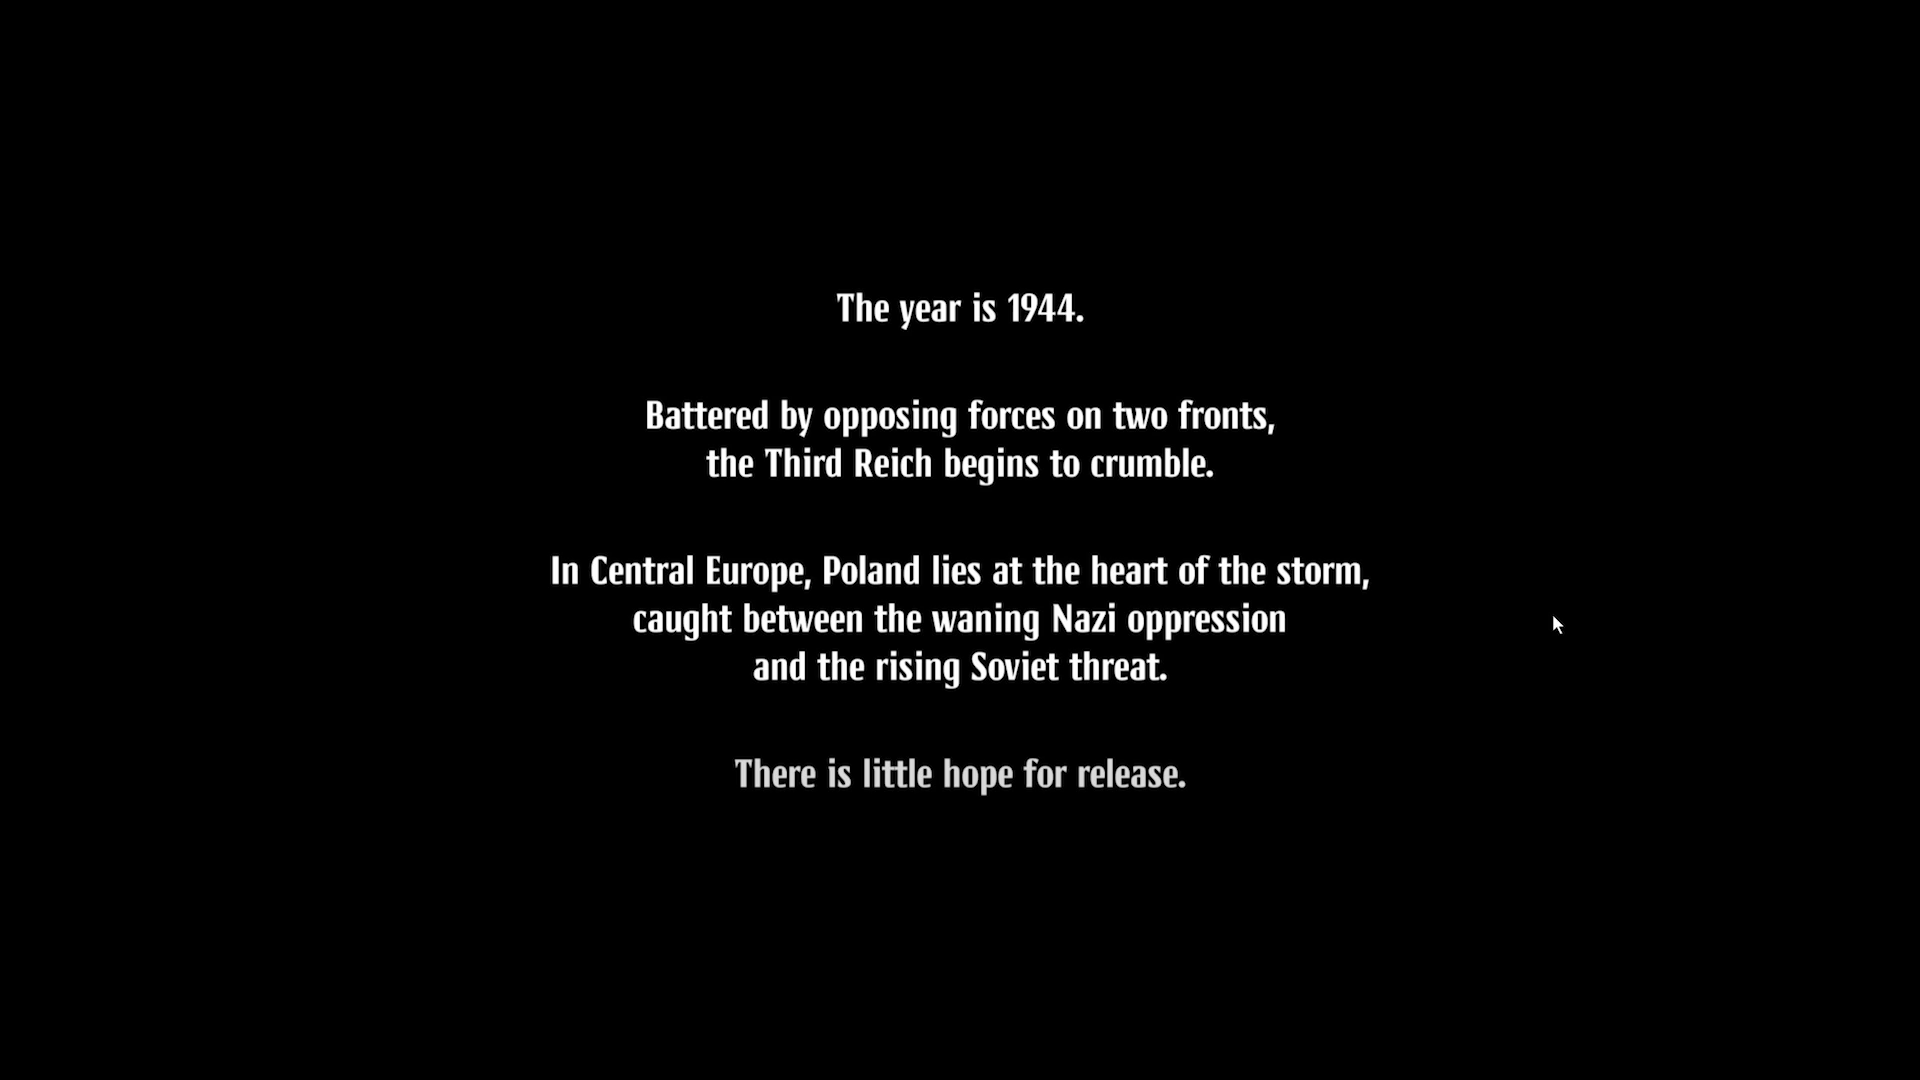 The year is 1944.
Battered by opposing forces on two fronts,
the Third Reich begins to crumble.
In Central Europe, Poland lies at the heart of the storm,
caught between the waning Nazi oppression
and the rising Soviet threat.
There is little hope for release.